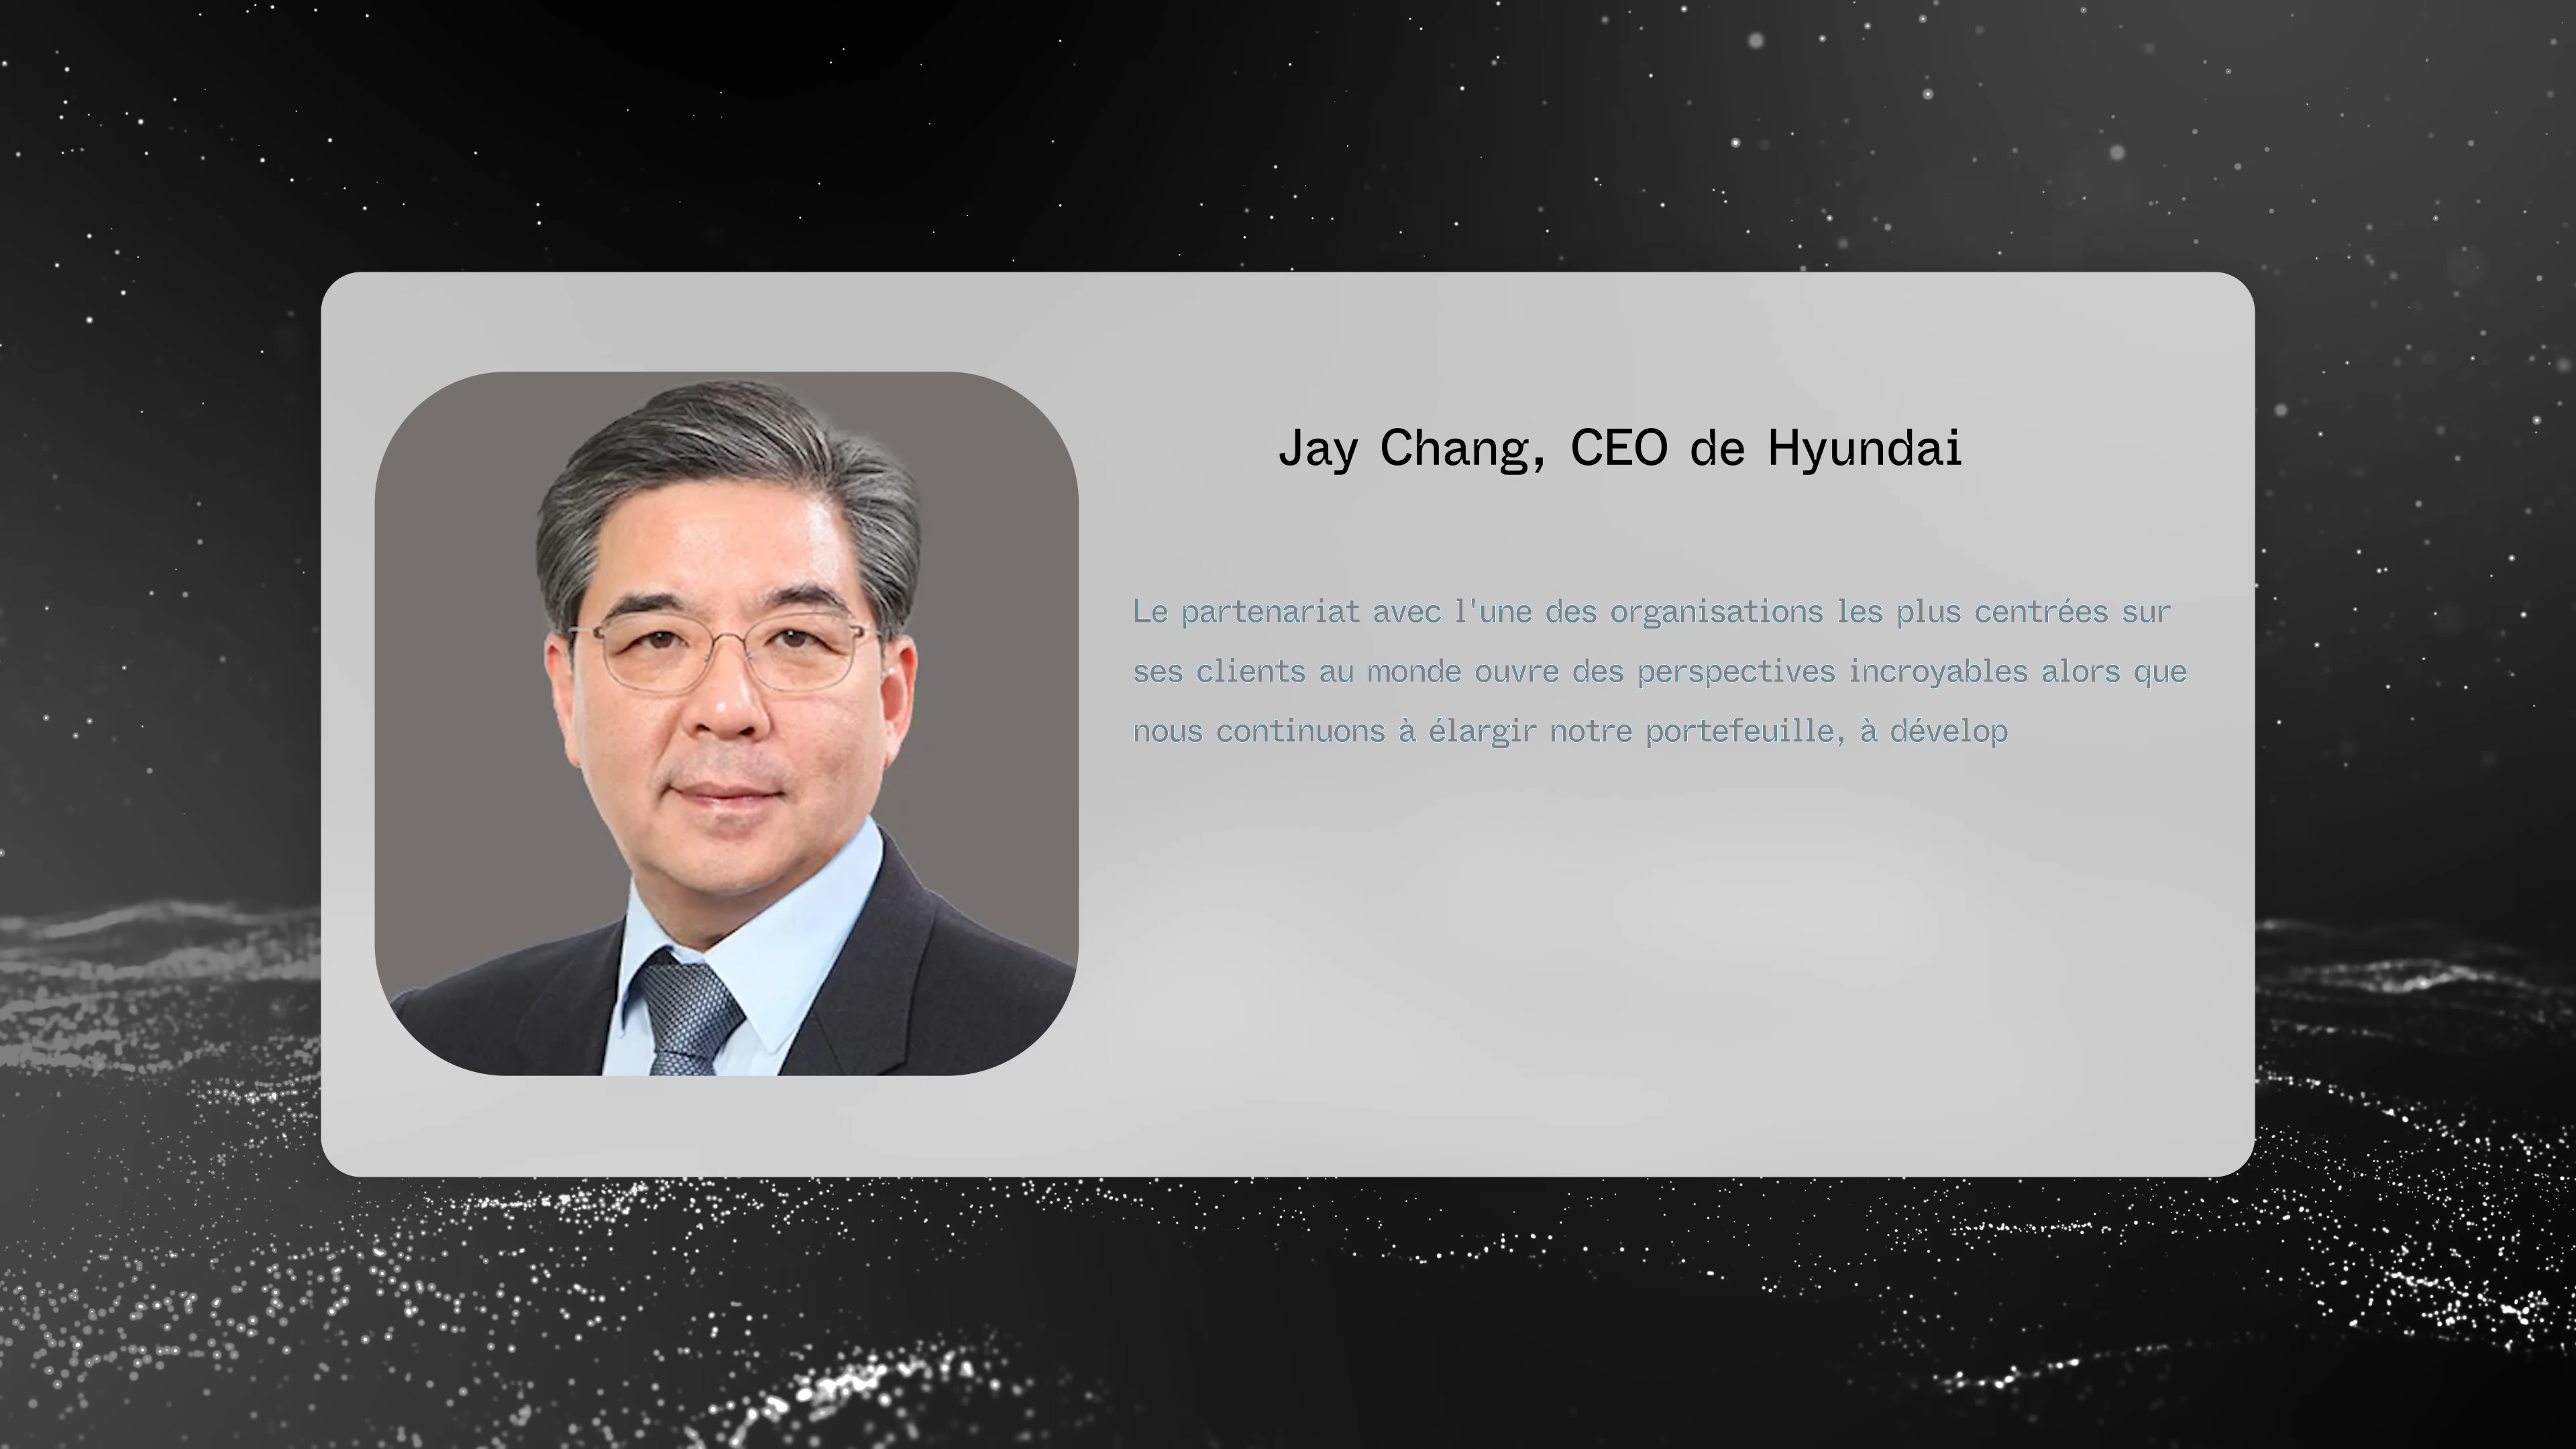 Jay Chang, CEO de Hyundai
Le partenariat avec l'une des organisations les plus centrées sur
ses clients au monde ouvre des perspectives incroyables alors que
nous continuons à élargir notre portefeuille, à dévelop